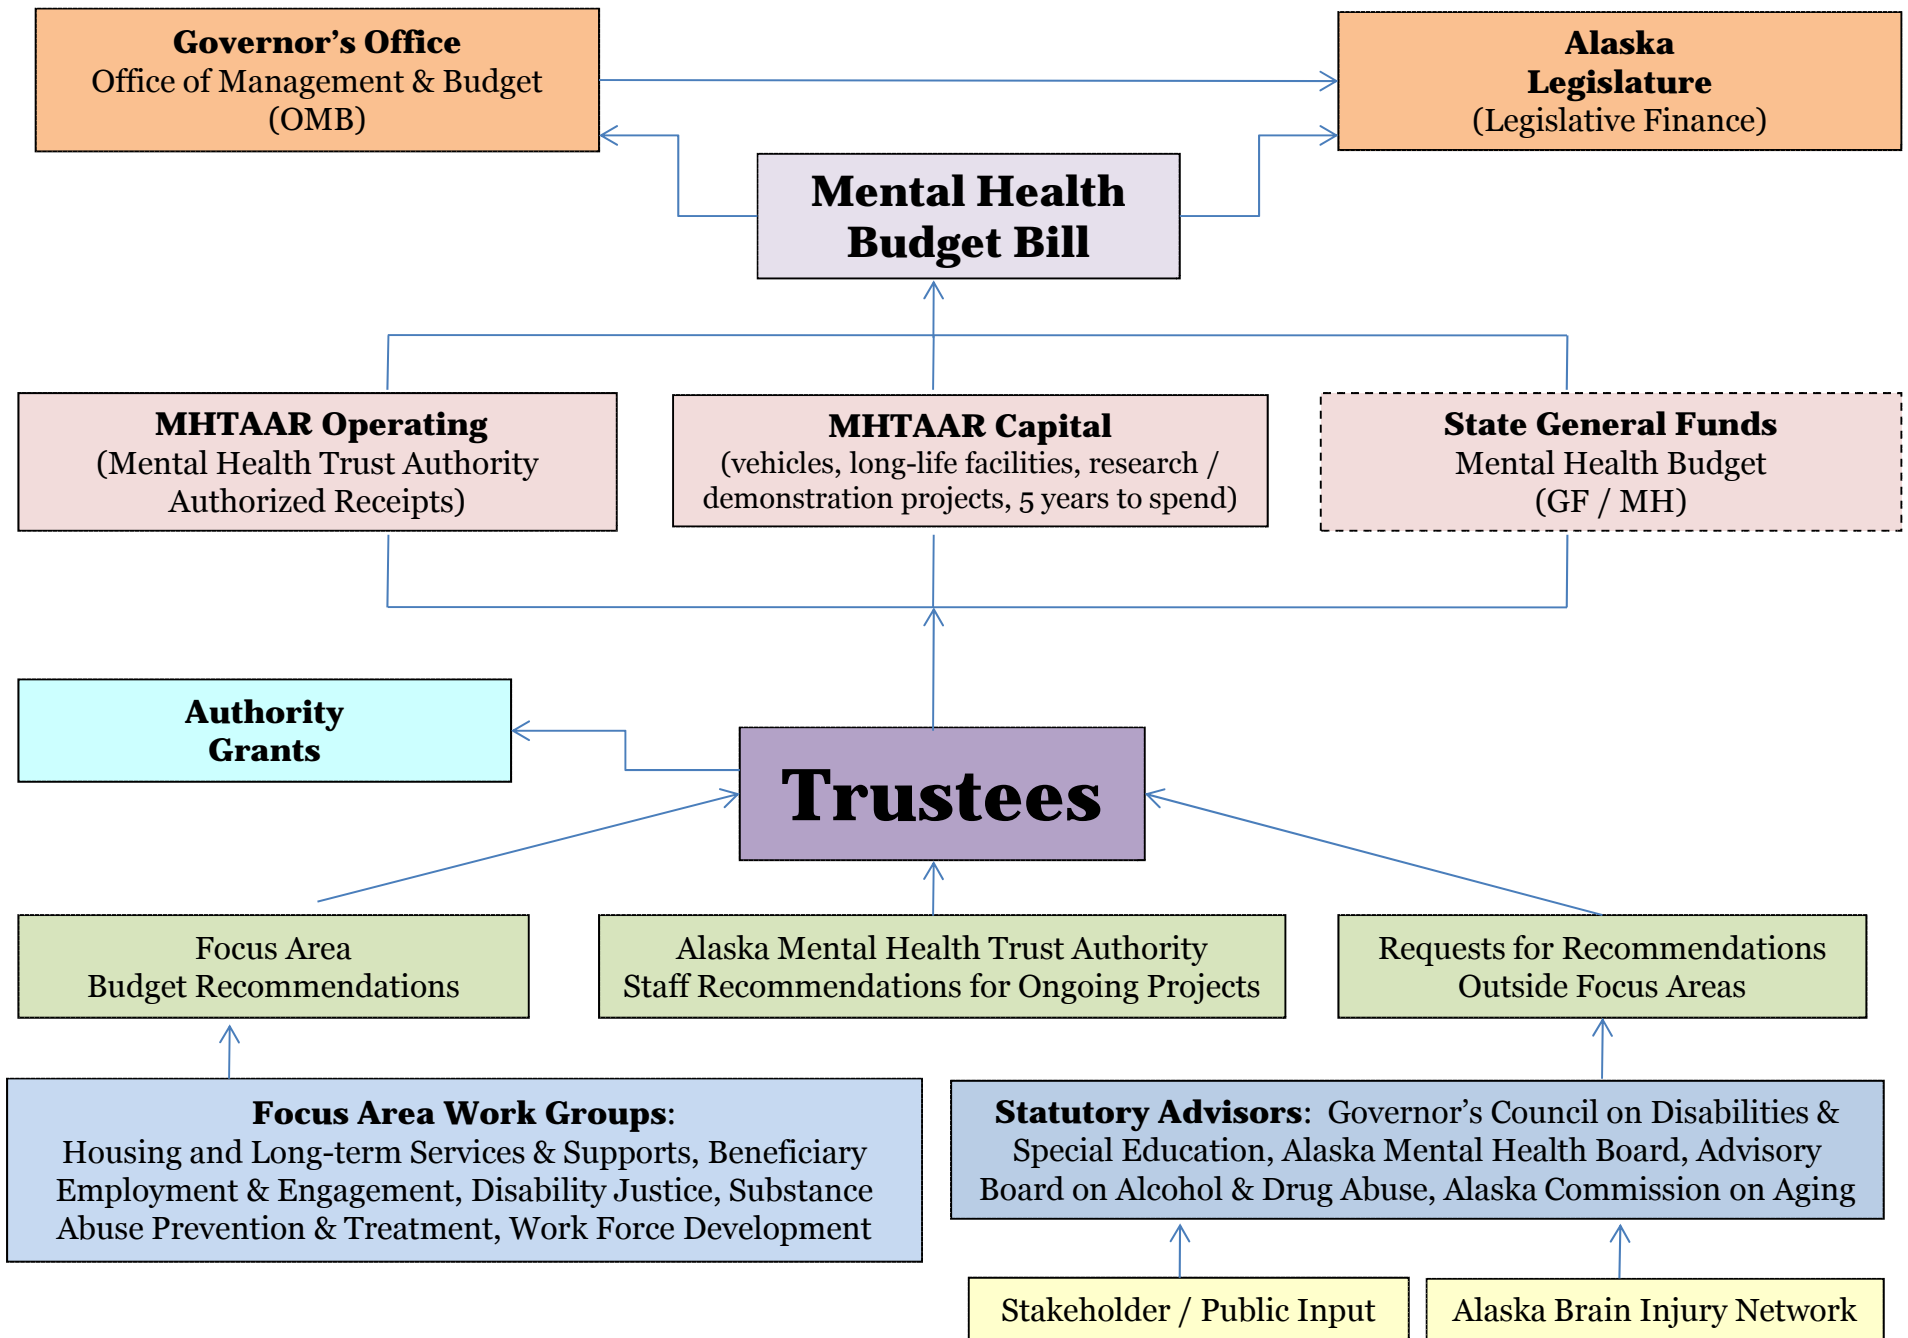 Governor’s Office
Office of Management & Budget
(OMB)
Alaska
Legislature
(Legislative Finance)
Mental Health
Budget Bill
MHTAAR Operating
(Mental Health Trust Authority
Authorized Receipts)
MHTAAR Capital
(vehicles, long-life facilities, research /
demonstration projects, 5 years to spend)
State General Funds
Mental Health Budget
(GF / MH)
Authority
Grants
Trustees
Focus Area
Budget Recommendations
Alaska Mental Health Trust Authority
Staff Recommendations for Ongoing Projects
Requests for Recommendations
Outside Focus Areas
Focus Area Work Groups:
Housing and Long-term Services & Supports, Beneficiary
Employment & Engagement, Disability Justice, Substance
Abuse Prevention & Treatment, Work Force Development
Statutory Advisors: Governor’s Council on Disabilities &
Special Education, Alaska Mental Health Board, Advisory
Board on Alcohol & Drug Abuse, Alaska Commission on Aging
Stakeholder / Public Input
Alaska Brain Injury Network